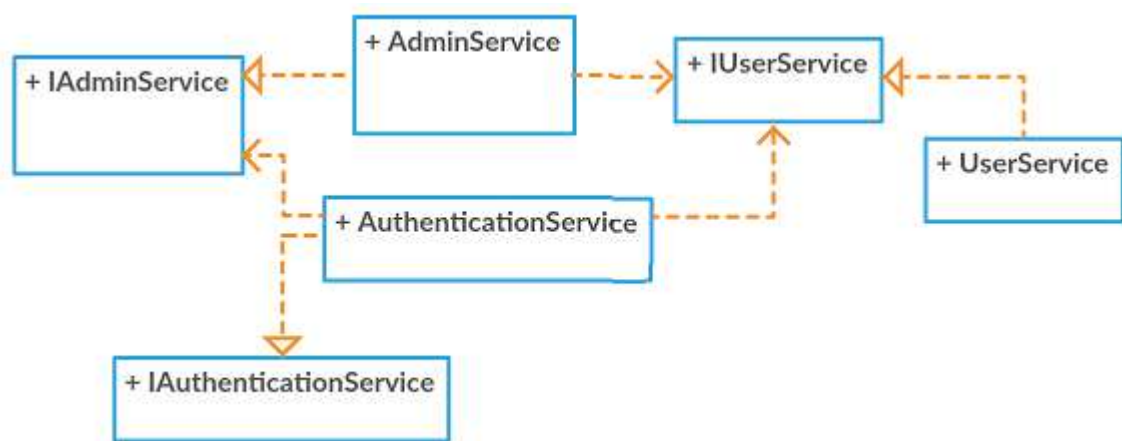 + AdminService
+ IAdminService
+ IUserService
+ UserService
+ AuthenticationService
+ IAuthenticationService